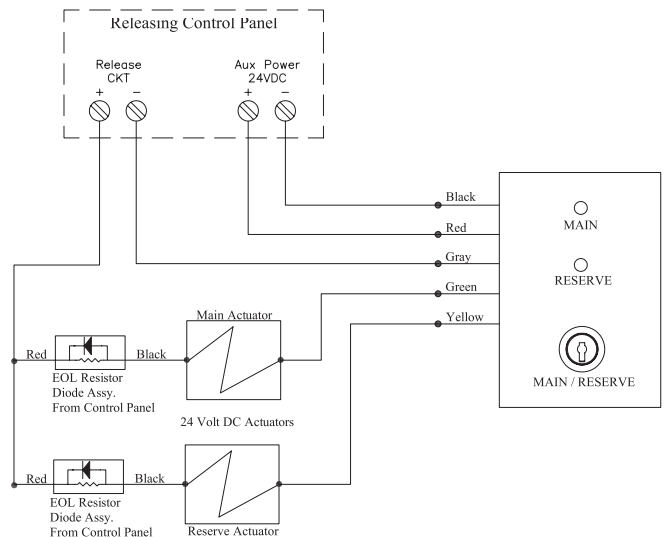 Releasing Control Panel
Release
CKT
+ −
Aux Power
24VDC
+ −
Black
Red
Gray
Green
Yellow
MAIN
RESERVE
MAIN / RESERVE
Main Actuator
Red
Black
EOL Resistor
Diode Assy.
From Control Panel
24 Volt DC Actuators
Red
Black
EOL Resistor
Diode Assy.
From Control Panel
Reserve Actuator